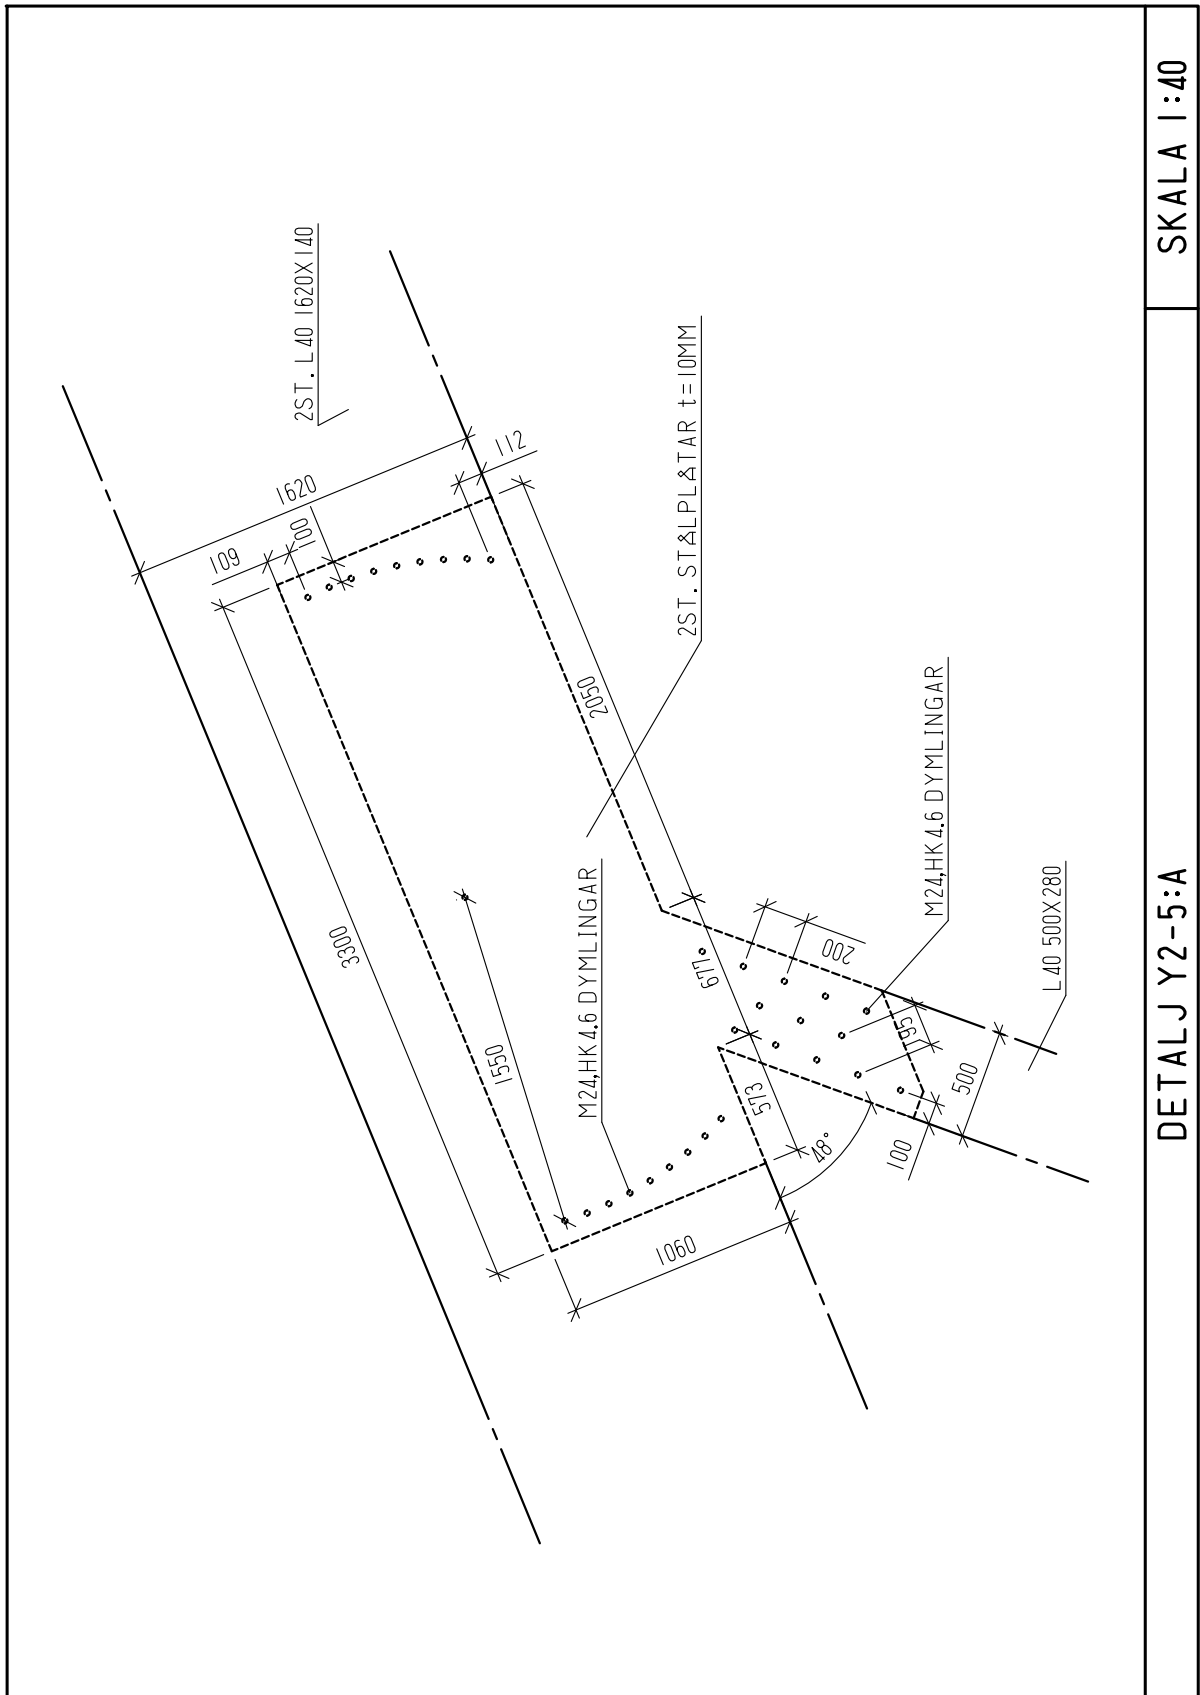 2ST. L40 1620X140
1620
109
100
112
2ST. STÅLPLÅTAR t=10MM
2050
3300
M24,HK4.6 DYMLINGAR
1550
677
200
M24,HK4.6 DYMLINGAR
195
L40 500X280
500
573
48°
100
1060
DETALJ Y2-5:A
SKALA 1:40